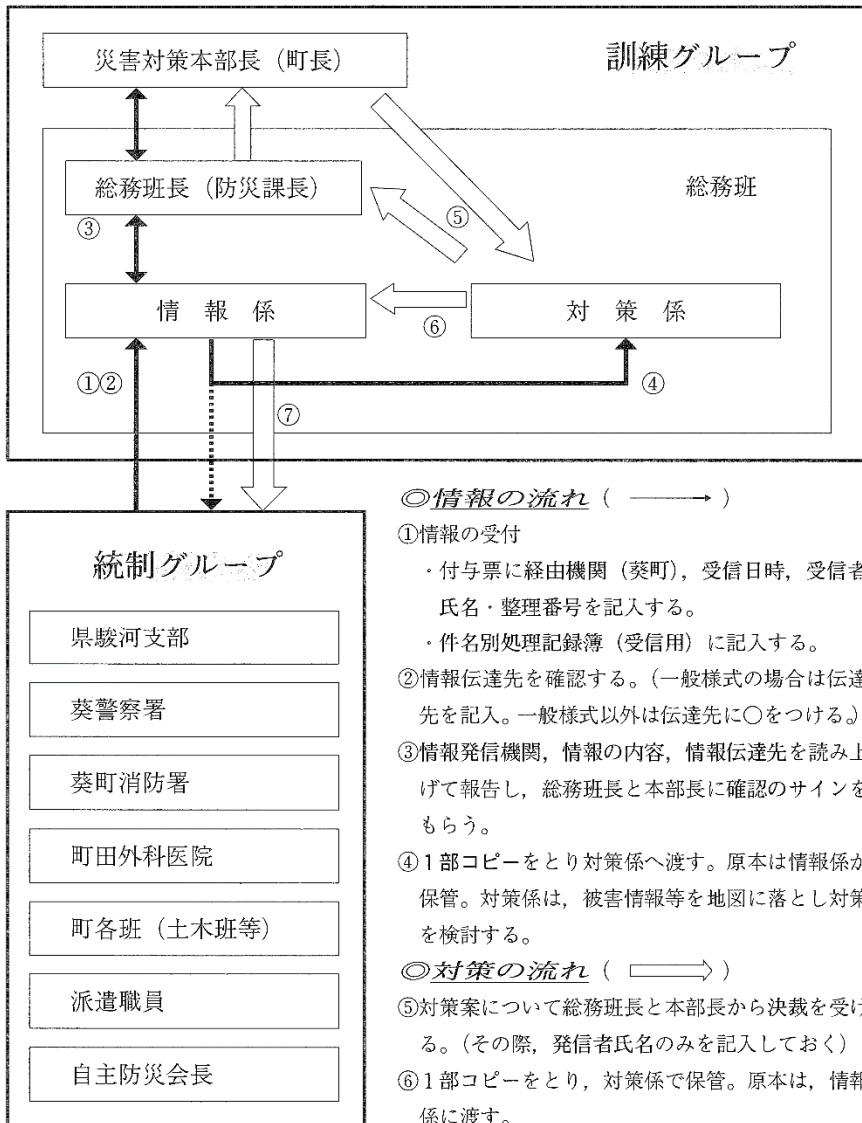 訓練グループ
災害対策本部長（町長）
総務班
総務班長（防災課長）
③
⑤
情　報　係
対　策　係
⑥
①②
④
⑦
統制グループ
県駿河支部
葵警察署
葵町消防署
町田外科医院
町各班（土木班等）
派遣職員
自主防災会長
◎情報の流れ（ ⟶ ）
①情報の受付
・付与票に経由機関（葵町），受信日時，受信者
氏名・整理番号を記入する。
・件名別処理記録簿（受信用）に記入する。
②情報伝達先を確認する。（一般様式の場合は伝達
先を記入。一般様式以外は伝達先に○をつける。）
③情報発信機関，情報の内容，情報伝達先を読み上
げて報告し，総務班長と本部長に確認のサインを
もらう。
④１部コピーをとり対策係へ渡す。原本は情報係が
保管。対策係は，被害情報等を地図に落とし対策
を検討する。
◎対策の流れ（ ⇨ ）
⑤対策案について総務班長と本部長から決裁を受け
る。（その際，発信者氏名のみを記入しておく）
⑥１部コピーをとり，対策係で保管。原本は，情報
係に渡す。